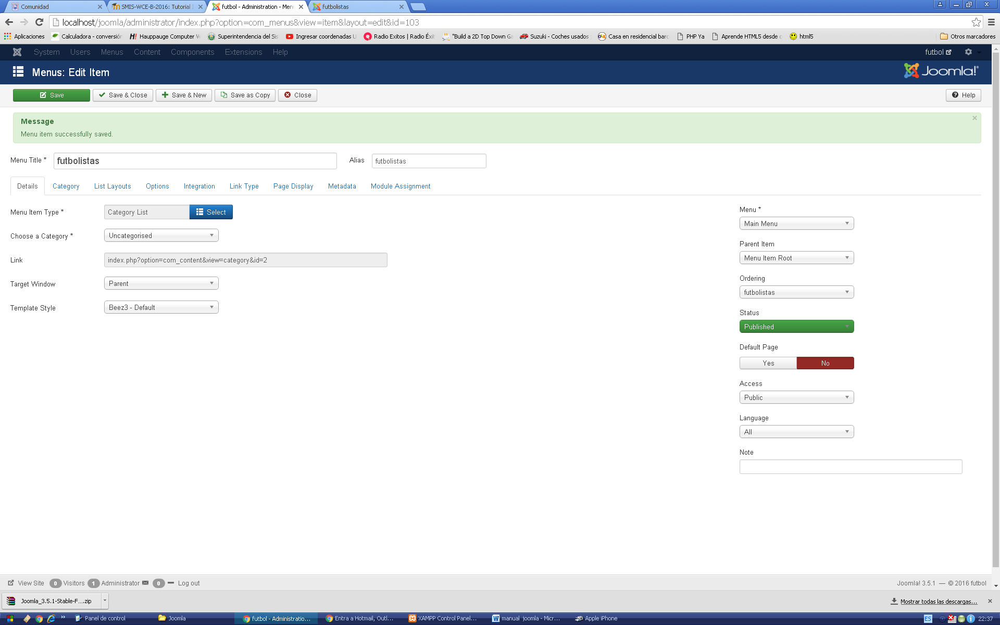 Comunidad
SMIS-WCE-B-2016: Tutorial
futbol - Administration - Men
futbolistas
localhost/joomla/administrator/index.php?option=com_menus&view=item&layout=edit&id=103
Aplicaciones
Calculadora - conversión
Hauppauge Computer W
Superintendencia del Sis
Ingresar coordenadas U
Radio Exitos | Radio Éxit
"Build a 2D Top Down Ga
Suzuki - Coches usados
Casa en residencial barc
PHP Ya
Aprende HTML5 desde c
html5
Otros marcadores
System Users Menus Content Components Extensions Help
futbol
Menus: Edit Item
Joomla!
Save
Save & Close
Save & New
Save as Copy
Close
Help
Message
Menu item successfully saved.
Menu Title * futbolistas
Alias futbolistas
Details Category List Layouts Options Integration Link Type Page Display Metadata Module Assignment
Menu Item Type * Category List Select
Choose a Category * Uncategorised
Link index.php?option=com_content&view=category&id=2
Target Window Parent
Template Style Beez3 - Default
Menu *
Main Menu
Parent Item
Menu Item Root
Ordering
futbolistas
Status
Published
Default Page
Yes No
Access
Public
Language
All
Note
View Site 0 Visitors 1 Administrator 0 Log out
Joomla! 3.5.1 — © 2016 futbol
Joomla_3.5.1-Stable-F....zip
Mostrar todas las descargas...
Panel de control
Joomla
futbol - Administratio...
Entra a Hotmail, Outl...
XAMPP Control Panel...
manual joomla - Micr...
Apple iPhone
ES
22:37